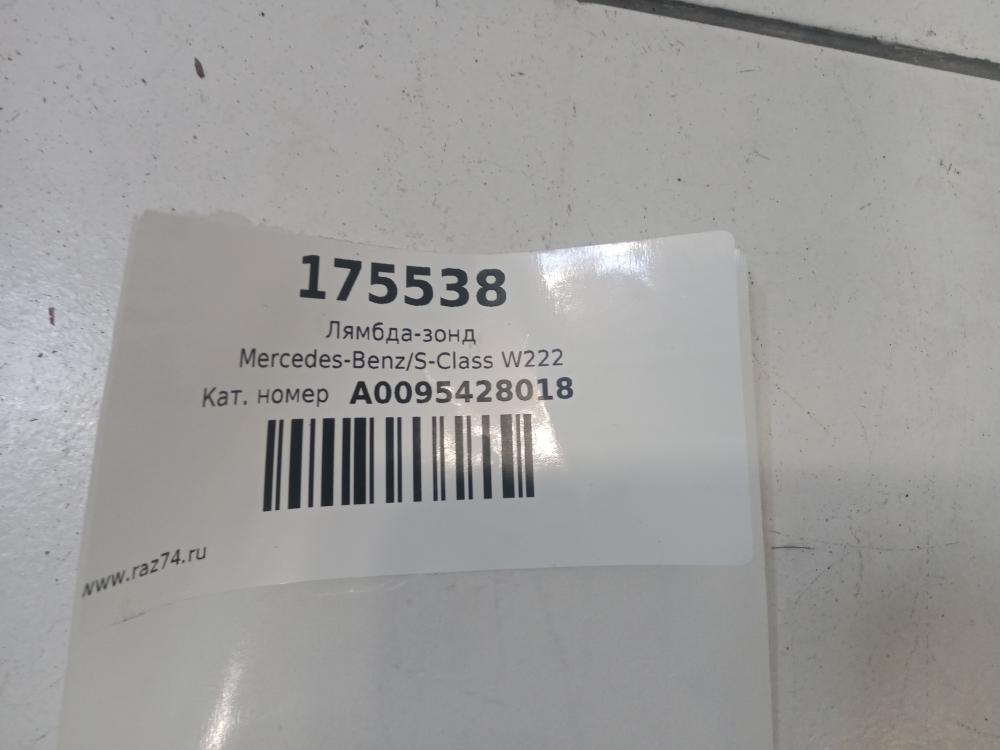 175538
Лямбда-зонд
Mercedes-Benz/S-Class W222
Кат. номер A0095428018
www.raz74.ru